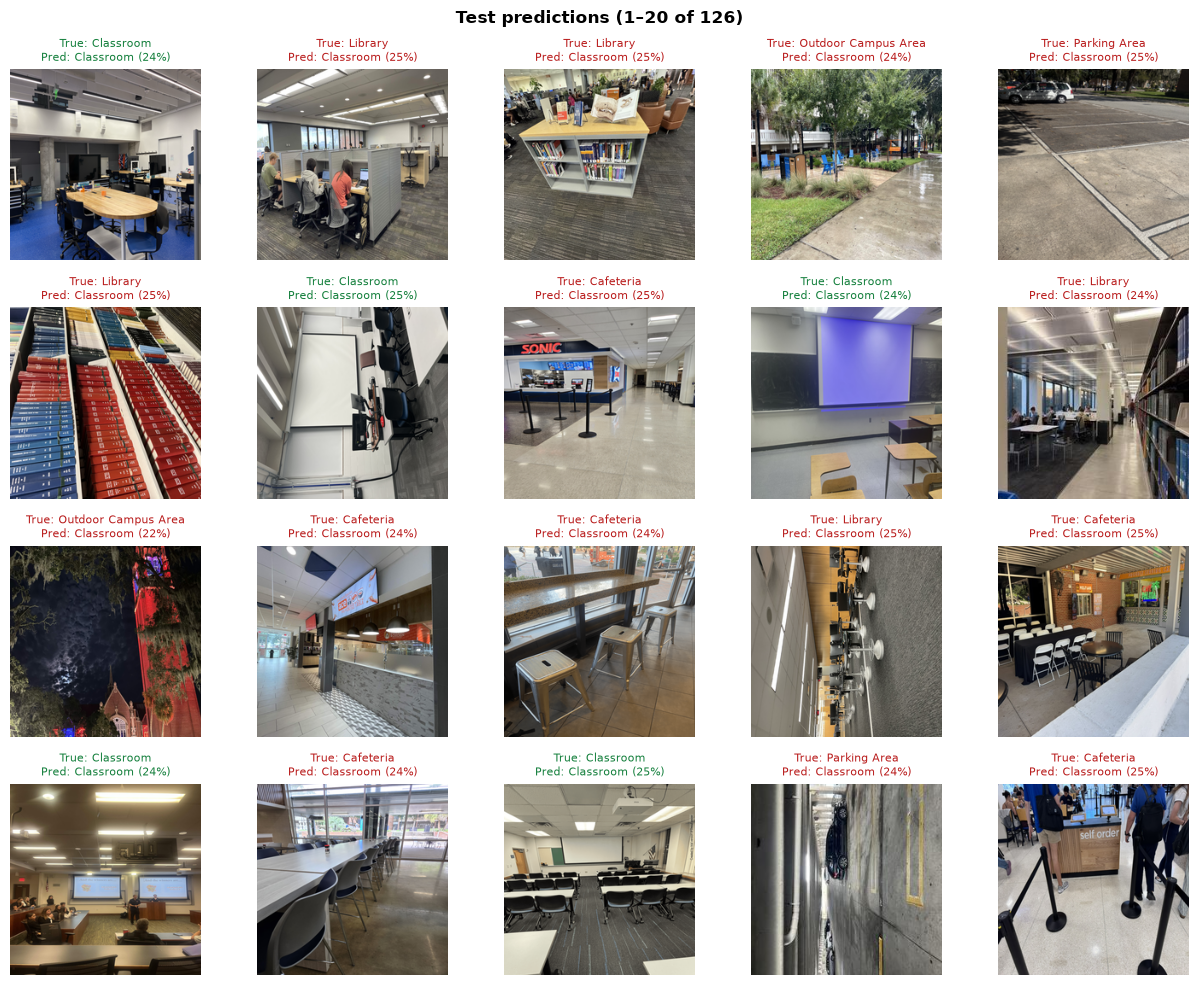 Test predictions (1–20 of 126)
True: Classroom
Pred: Classroom (24%)
True: Library
Pred: Classroom (25%)
True: Library
Pred: Classroom (25%)
True: Outdoor Campus Area
Pred: Classroom (24%)
True: Parking Area
Pred: Classroom (25%)
True: Library
Pred: Classroom (25%)
True: Classroom
Pred: Classroom (25%)
True: Cafeteria
Pred: Classroom (25%)
SONIC
True: Classroom
Pred: Classroom (24%)
True: Library
Pred: Classroom (24%)
True: Outdoor Campus Area
Pred: Classroom (22%)
True: Cafeteria
Pred: Classroom (24%)
True: Cafeteria
Pred: Classroom (24%)
True: Library
Pred: Classroom (25%)
True: Cafeteria
Pred: Classroom (25%)
True: Classroom
Pred: Classroom (24%)
True: Cafeteria
Pred: Classroom (24%)
True: Classroom
Pred: Classroom (25%)
True: Parking Area
Pred: Classroom (24%)
True: Cafeteria
Pred: Classroom (25%)
self order